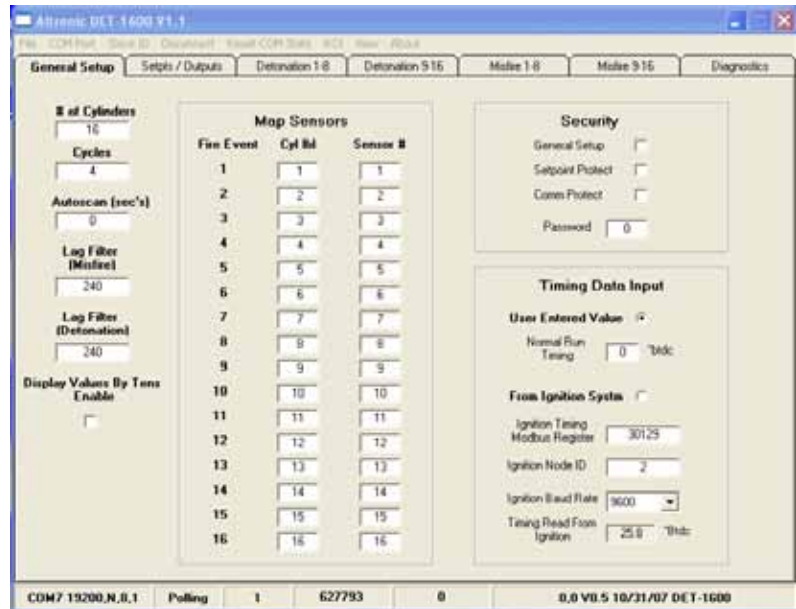 Altronic DET-1600 V1.1
File COM Port Slave ID Disconnect Reset COM Stats KCI View About
General Setup Setpts / Outputs Detonation 1-8 Detonation 9-16 Misfire 1-8 Misfire 9-16 Diagnostics
# of Cylinders
16
Cycles
4
Autoscan (sec's)
0
Lag Filter
(Misfire)
240
Lag Filter
(Detonation)
240
Display Values By Tens
Enable
Map Sensors
Fire Event Cyl lbl Sensor #
1 1 1
2 2 2
3 3 3
4 4 4
5 5 5
6 6 6
7 7 7
8 8 8
9 9 9
10 10 10
11 11 11
12 12 12
13 13 13
14 14 14
15 15 15
16 16 16
Security
General Setup
Setpoint Protect
Comm Protect
Password 0
Timing Data Input
User Entered Value
Normal Run
Timing 0 °btdc
From Ignition Systm
Ignition Timing
Modbus Register 30129
Ignition Node ID 2
Ignition Baud Rate 9600
Timing Read From
Ignition 25.8 °Btdc
COM7 19200,N,8,1 Polling 1 627793 0 0,0 V0.5 10/31/07 DET-1600